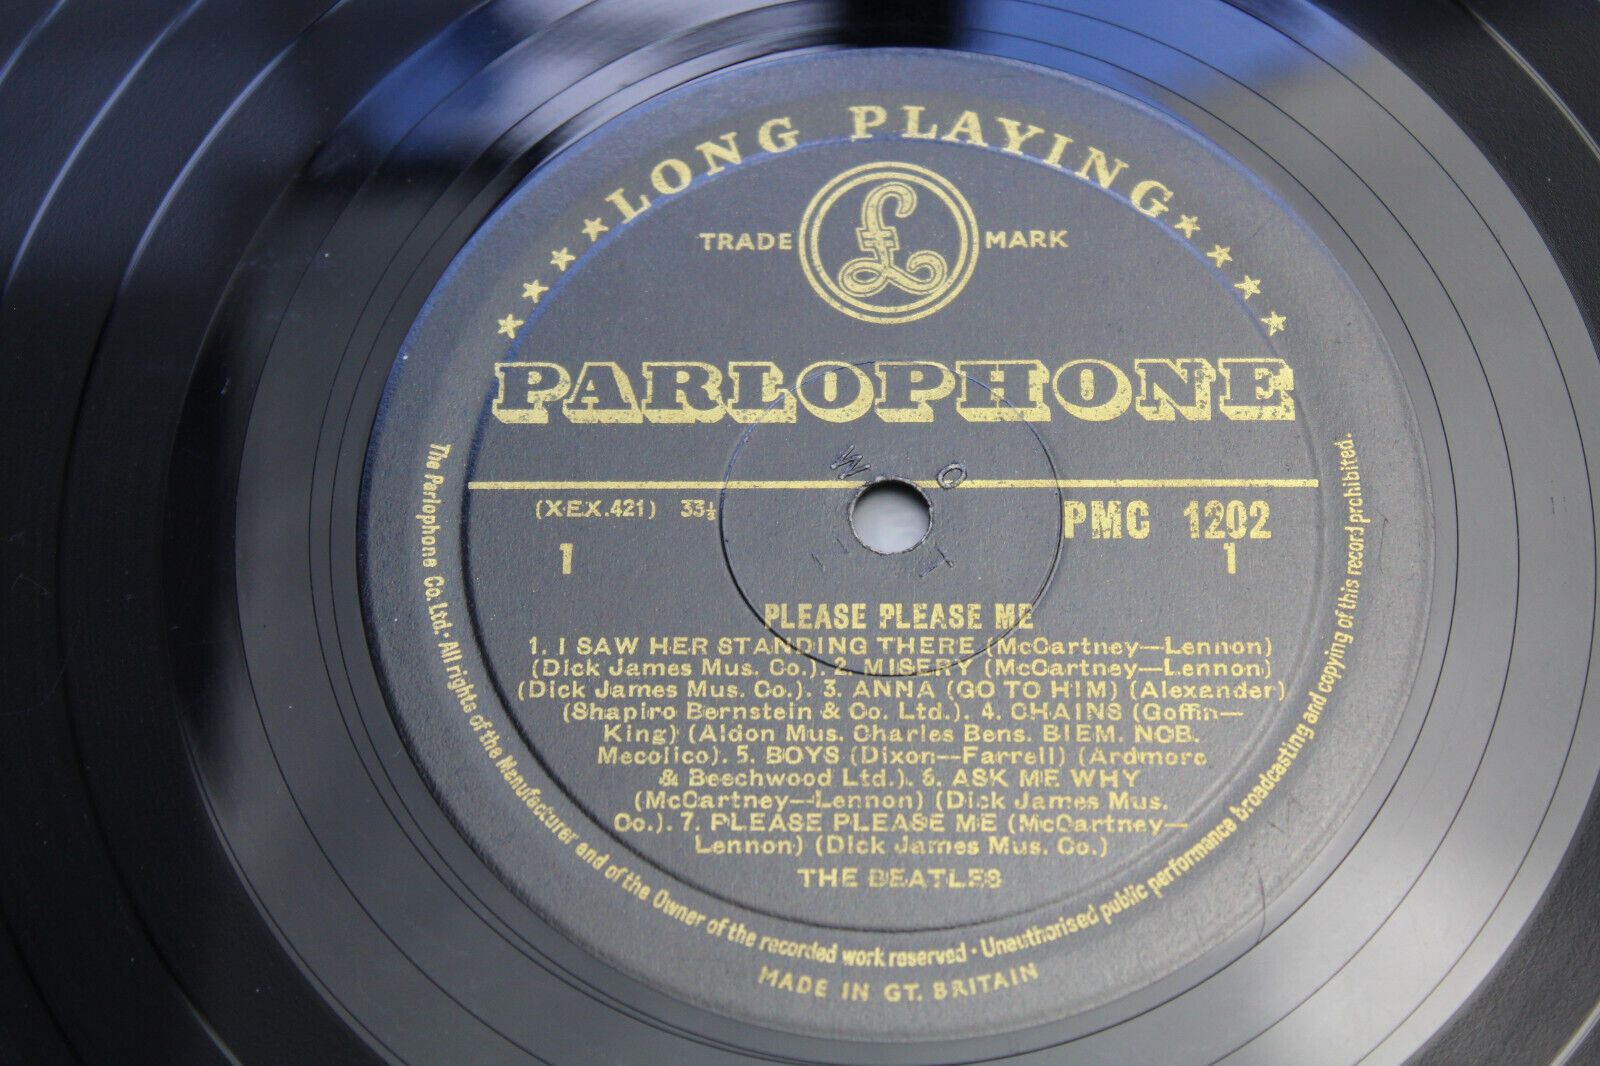 LONG PLAYING
TRADE £ MARK
PARLOPHONE
(XEX.421) 33⅓ PMC 1202
1 1
PLEASE PLEASE ME
1. I SAW HER STANDING THERE (McCartney—Lennon)
(Dick James Mus. Co.). 2. MISERY (McCartney—Lennon)
(Dick James Mus. Co.). 3. ANNA (GO TO HIM) (Alexander)
(Shapiro Bernstein & Co. Ltd.). 4. CHAINS (Goffin—
King) (Aldon Mus. Charles Bens. BIEM. NCB.
Mecolico). 5. BOYS (Dixon—Farrell) (Ardmore
& Beechwood Ltd.). 6. ASK ME WHY
(McCartney—Lennon) (Dick James Mus.
Co.). 7. PLEASE PLEASE ME (McCartney—
Lennon) (Dick James Mus. Co.)
THE BEATLES
The Parlophone Co. Ltd. · All rights of the Manufacturer and of the Owner of the recorded work reserved · Unauthorised public performance broadcasting and copying of this record prohibited.
MADE IN GT. BRITAIN